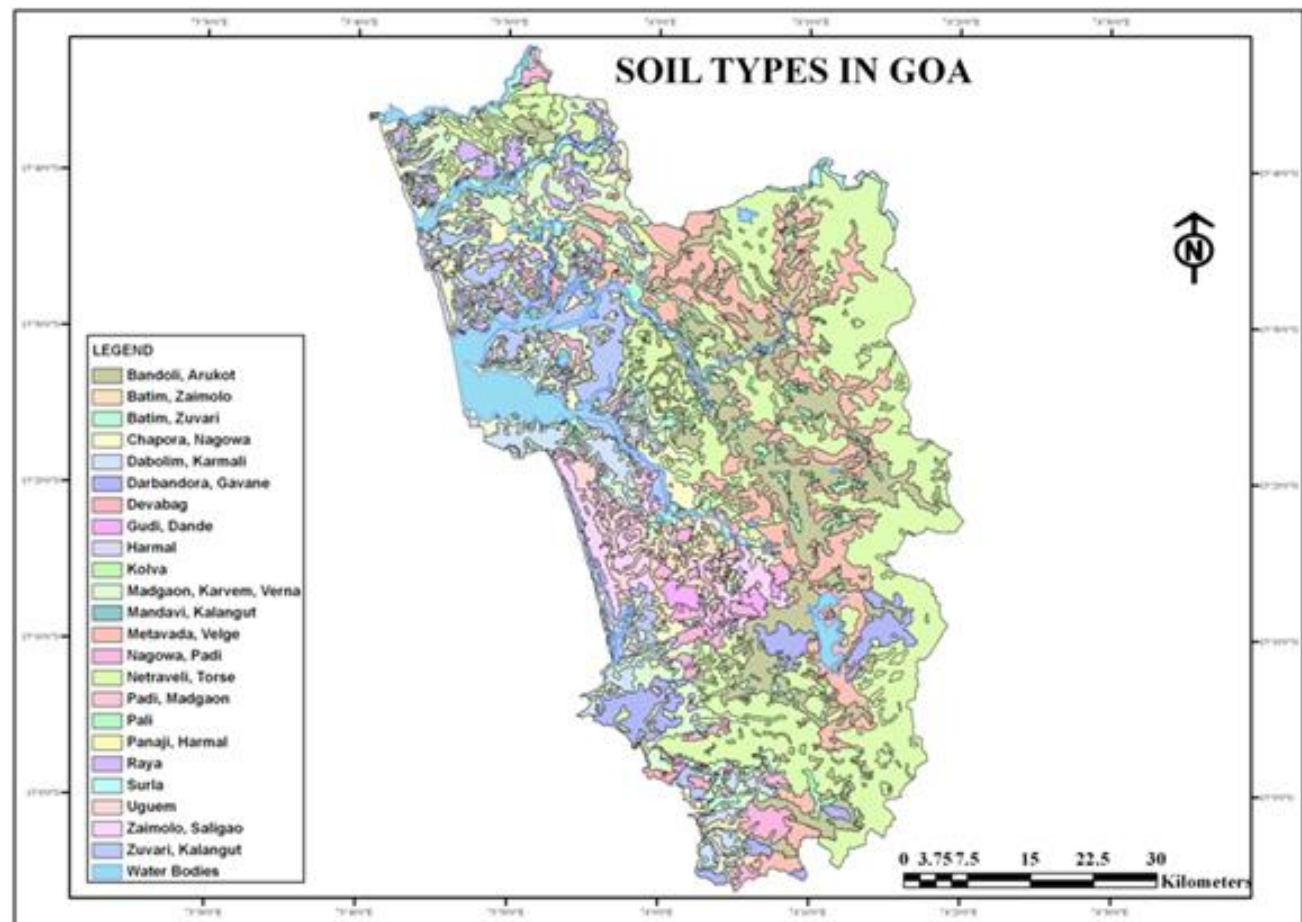 SOIL TYPES IN GOA
N
LEGEND
Bandoli, Arukot
Batim, Zaimolo
Batim, Zuvari
Chapora, Nagowa
Dabolim, Karmali
Darbandora, Gavane
Devabag
Gudi, Dande
Harmal
Kolva
Madgaon, Karvem, Verna
Mandavi, Kalangut
Metavada, Velge
Nagowa, Padi
Netraveli, Torse
Padi, Madgaon
Pali
Panaji, Harmal
Raya
Surla
Uguem
Zaimolo, Saligao
Zuvari, Kalangut
Water Bodies
0 3.75 7.5 15 22.5 30
Kilometers